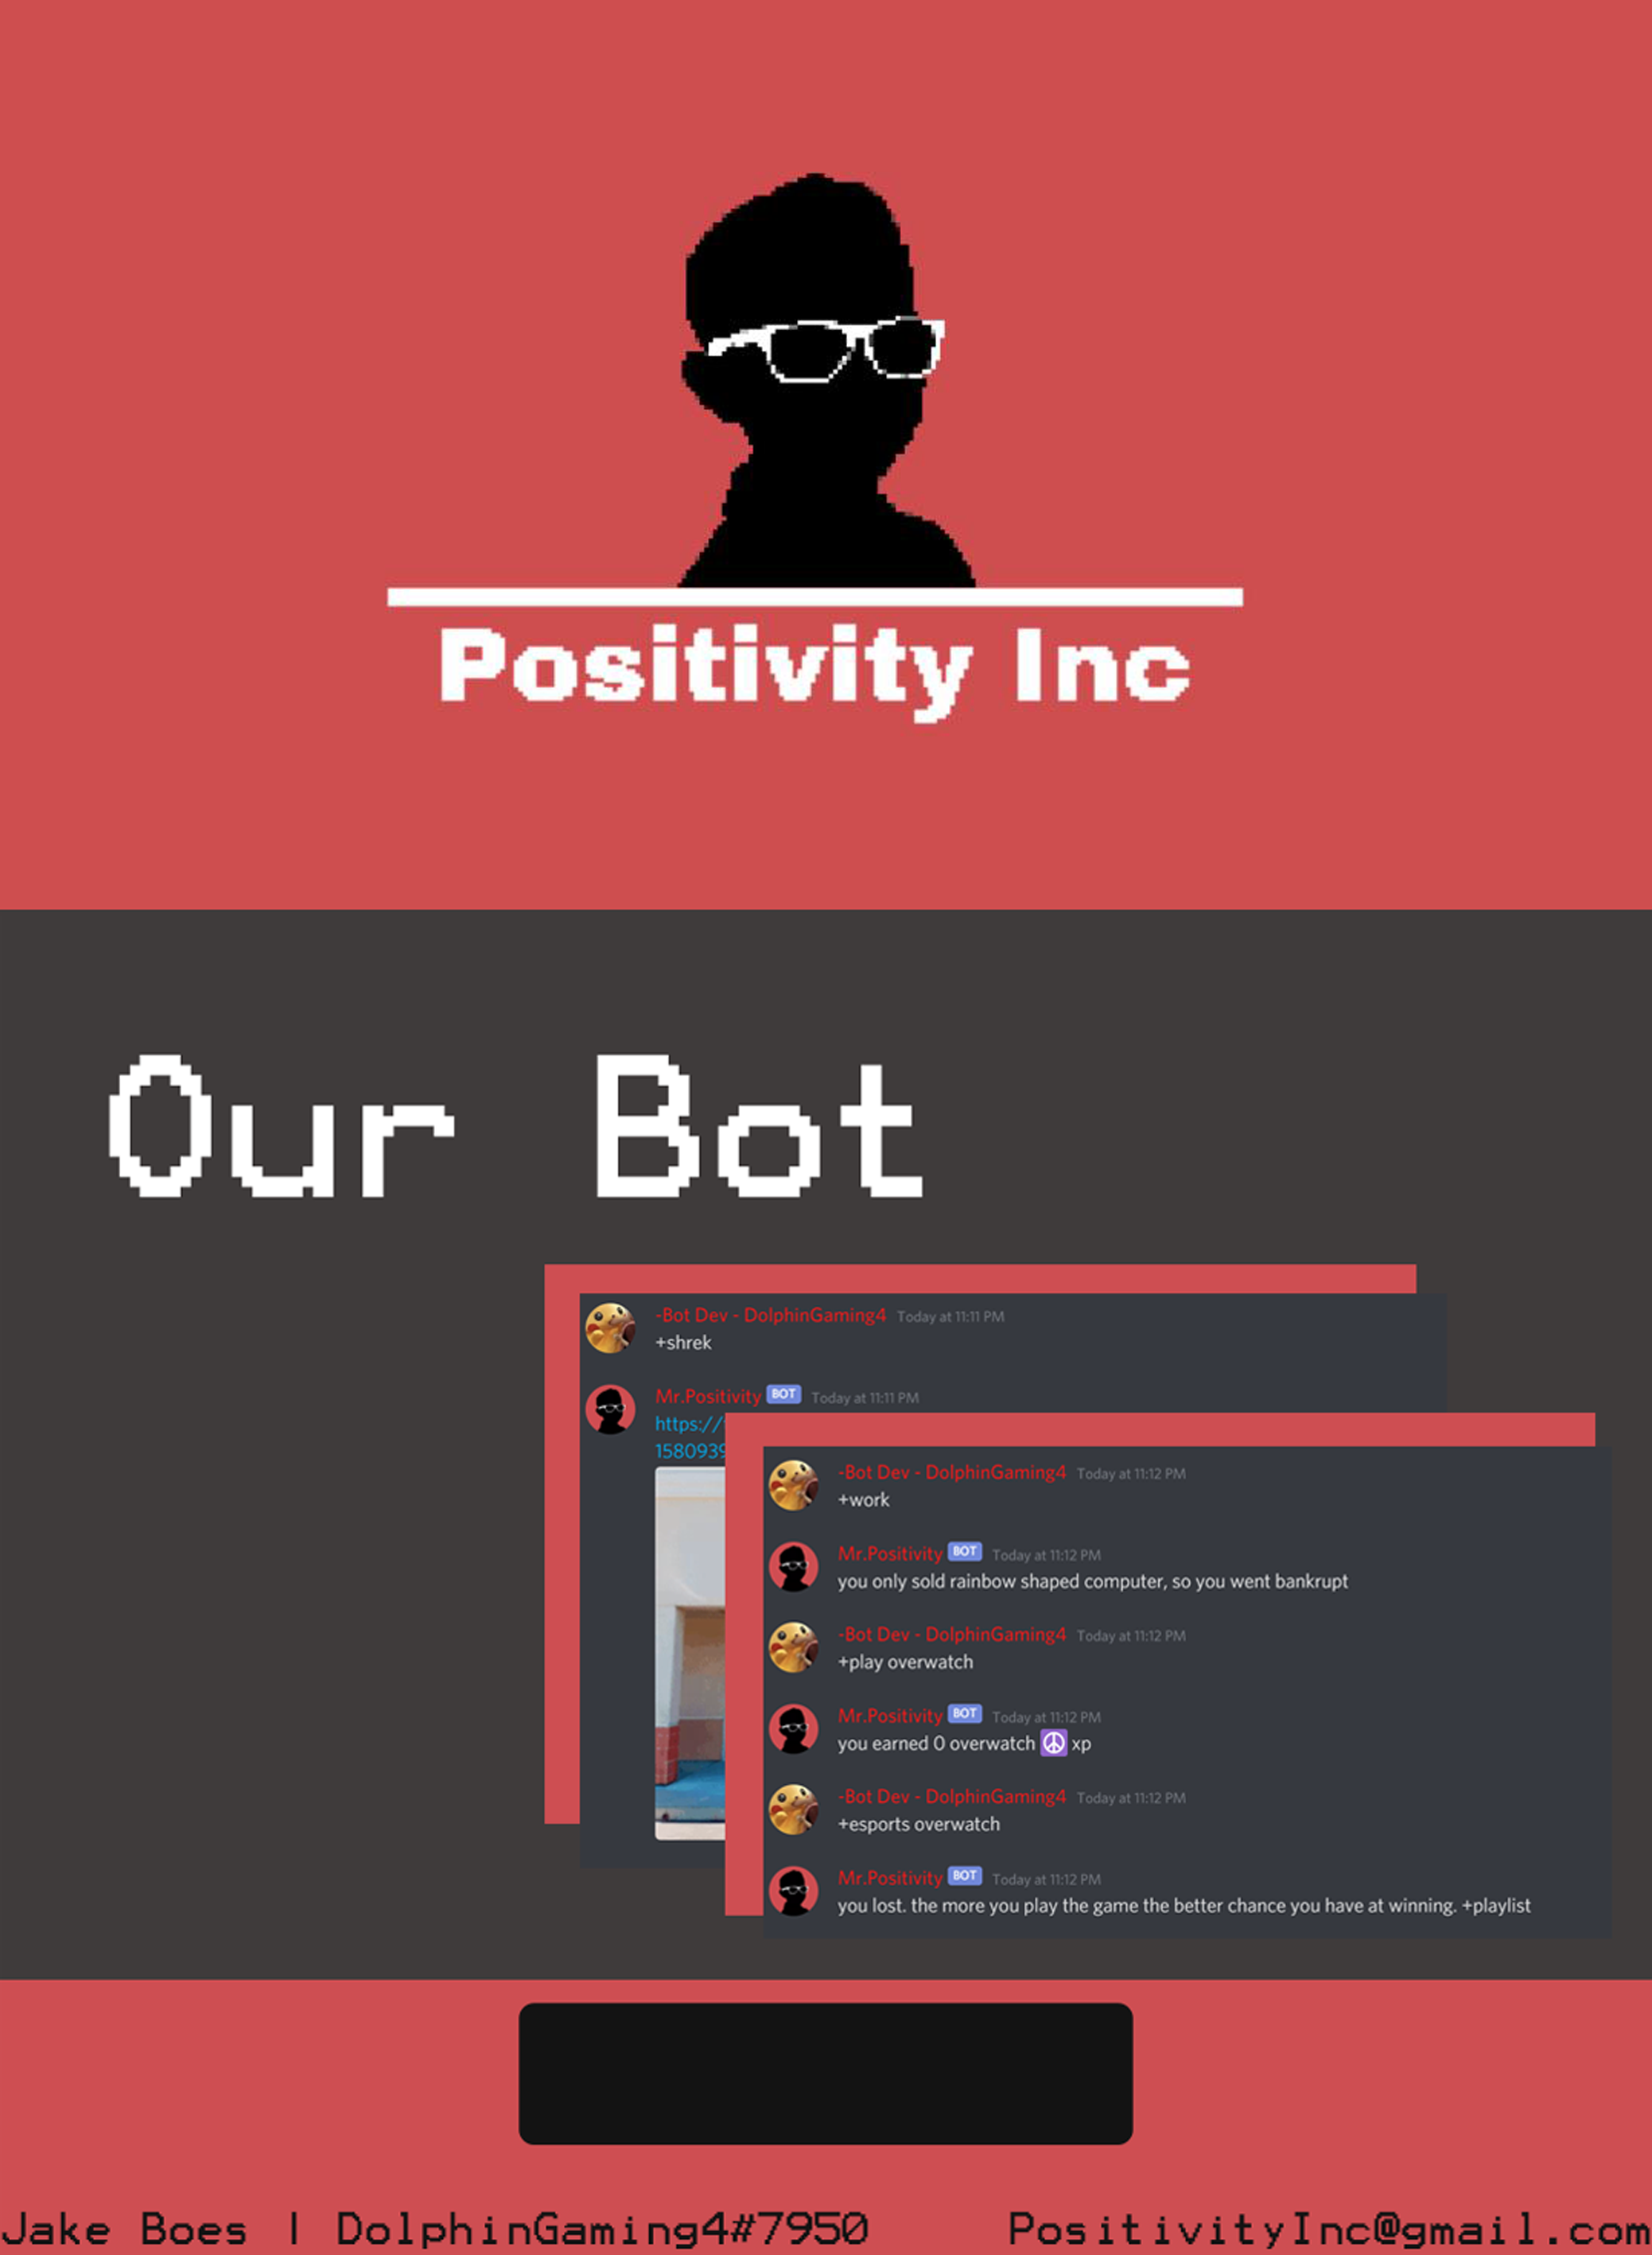 Positivity Inc
Our Bot
-Bot Dev - DolphinGaming4 Today at 11:11 PM
+shrek
Mr.Positivity BOT Today at 11:11 PM
https://
1580939
-Bot Dev - DolphinGaming4 Today at 11:12 PM
+work
Mr.Positivity BOT Today at 11:12 PM
you only sold rainbow shaped computer, so you went bankrupt
-Bot Dev - DolphinGaming4 Today at 11:12 PM
+play overwatch
Mr.Positivity BOT Today at 11:12 PM
you earned 0 overwatch ☮ xp
-Bot Dev - DolphinGaming4 Today at 11:12 PM
+esports overwatch
Mr.Positivity BOT Today at 11:12 PM
you lost. the more you play the game the better chance you have at winning. +playlist
Jake Boes | DolphinGaming4#7950 PositivityInc@gmail.com